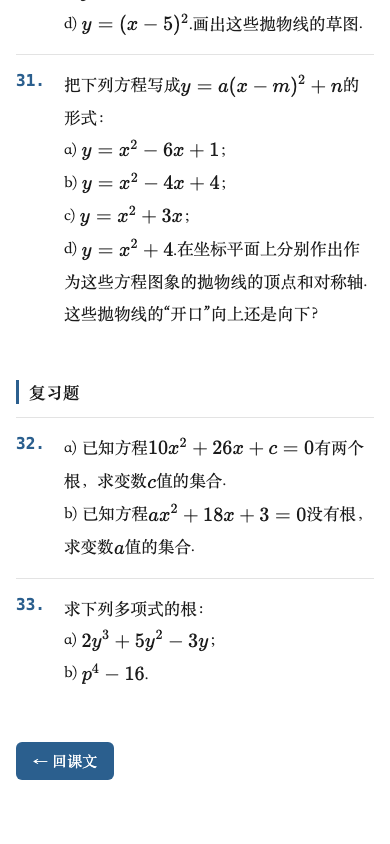 d) y = (x − 5)².画出这些抛物线的草图.
31. 把下列方程写成y = a(x − m)² + n的
形式:
a) y = x² − 6x + 1;
b) y = x² − 4x + 4;
c) y = x² + 3x;
d) y = x² + 4.在坐标平面上分别作出作
为这些方程图象的抛物线的顶点和对称轴.
这些抛物线的“开口”向上还是向下?
复习题
32. a) 已知方程10x² + 26x + c = 0有两个
根, 求变数c值的集合.
b) 已知方程ax² + 18x + 3 = 0没有根,
求变数a值的集合.
33. 求下列多项式的根:
a) 2y³ + 5y² − 3y;
b) p⁴ − 16.
← 回课文